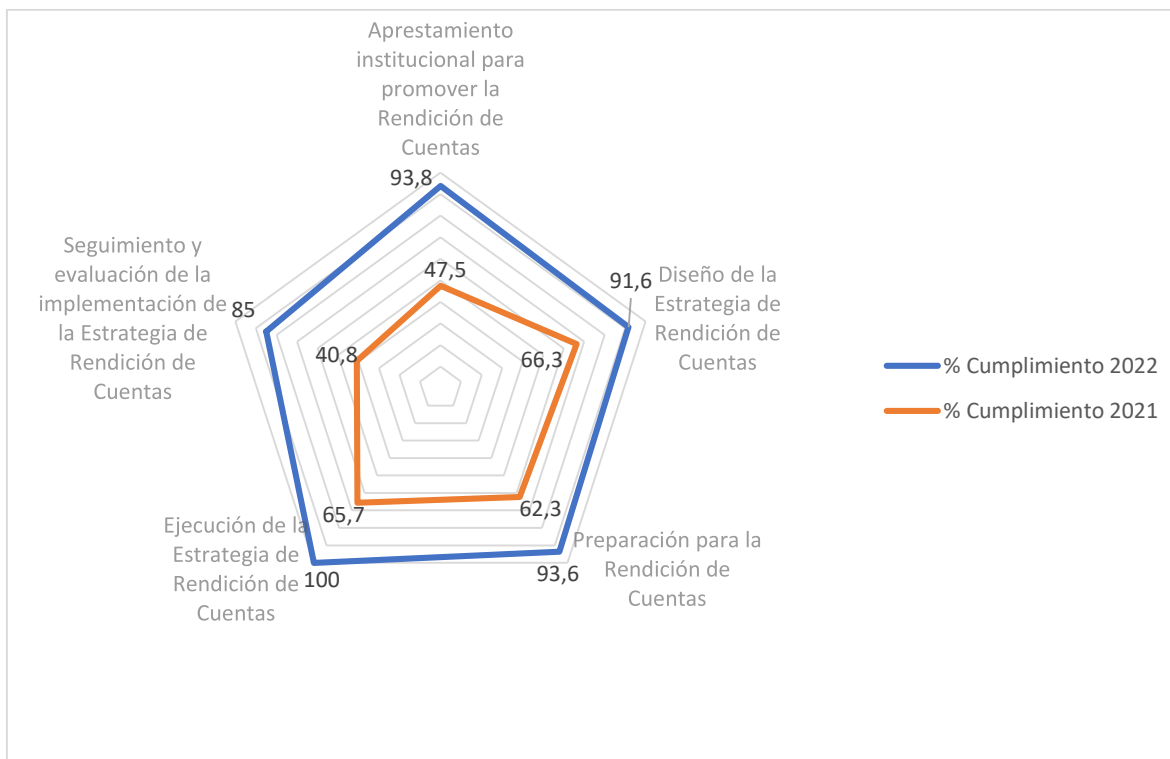 Aprestamiento
institucional para
promover la
Rendición de
Cuentas
93,8
Seguimiento y
evaluación de la
implementación de
la Estrategia de
Rendición de
Cuentas
85
47,5
40,8
91,6
Diseño de la
Estrategia de
Rendición de
Cuentas
66,3
% Cumplimiento 2022
% Cumplimiento 2021
Ejecución de la
Estrategia de
Rendición de
Cuentas
65,7
100
62,3
93,6
Preparación para la
Rendición de
Cuentas